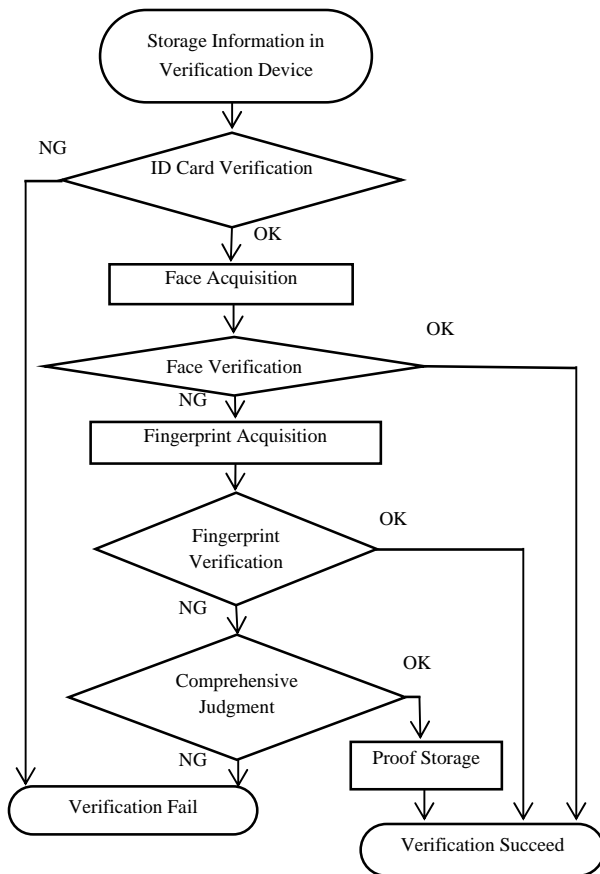 Storage Information in
Verification Device
NG
ID Card Verification
OK
Face Acquisition
OK
Face Verification
NG
Fingerprint Acquisition
OK
Fingerprint
Verification
NG
OK
Comprehensive
Judgment
NG
Proof Storage
Verification Fail
Verification Succeed